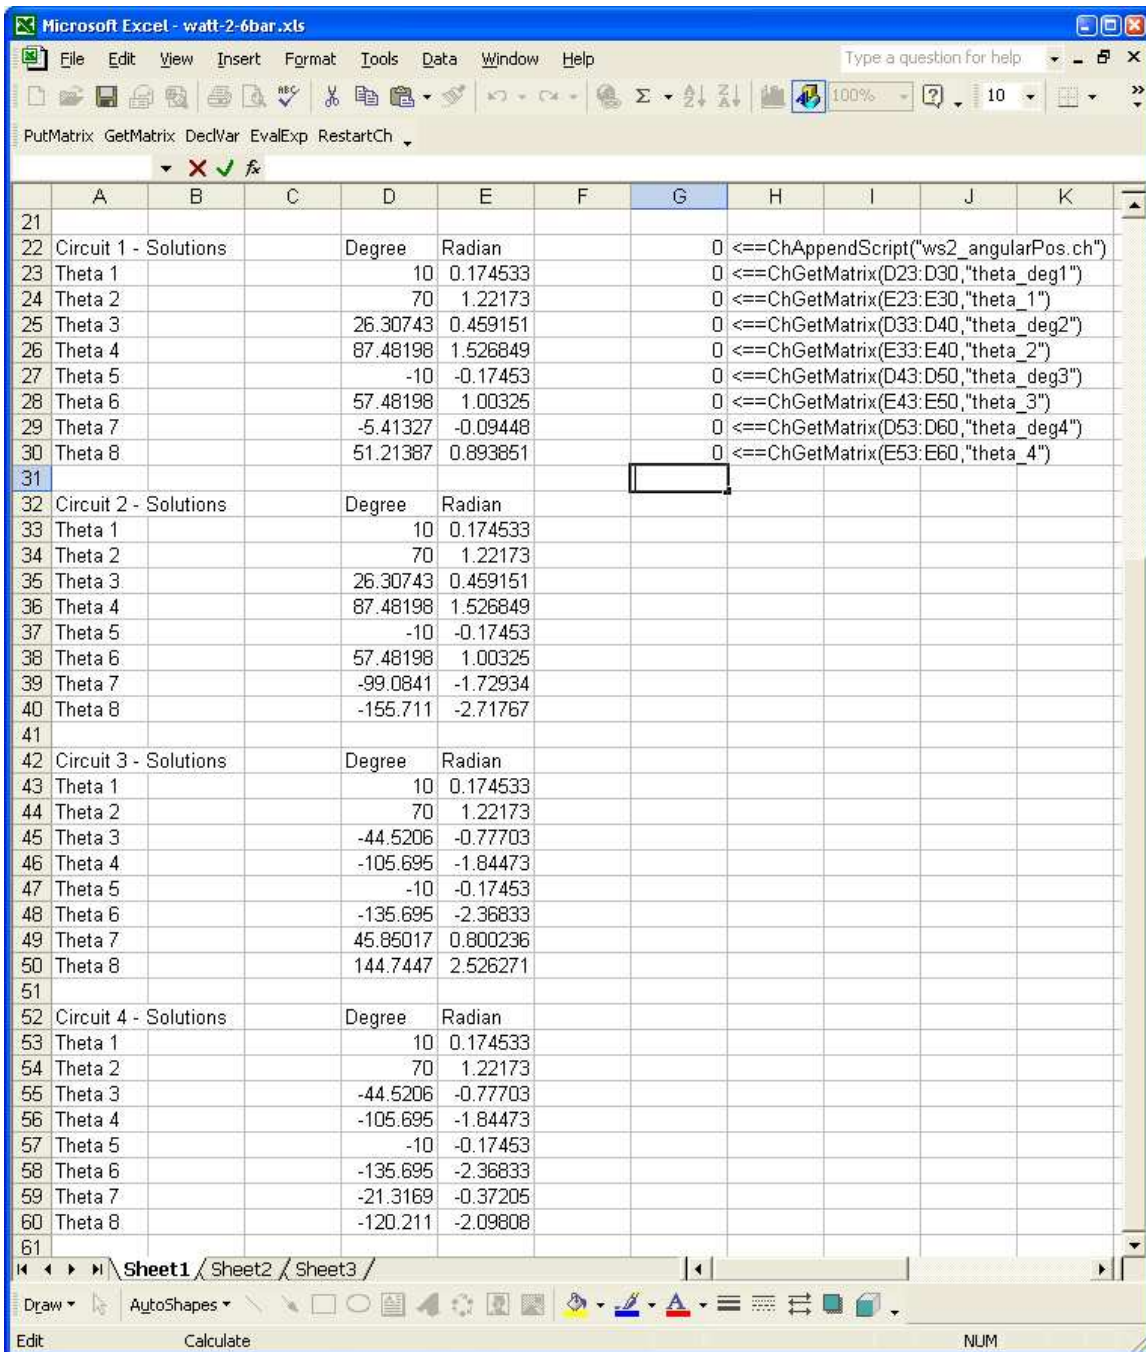 Microsoft Excel - watt-2-6bar.xls
File Edit View Insert Format Tools Data Window Help Type a question for help
ABC Σ 100% 10
PutMatrix GetMatrix DeclVar EvalExp RestartCh
fx
A B C D E F G H I J K
21
22 Circuit 1 - Solutions Degree Radian 0 <==ChAppendScript("ws2_angularPos.ch")
23 Theta 1 10 0.174533 0 <==ChGetMatrix(D23:D30,"theta_deg1")
24 Theta 2 70 1.22173 0 <==ChGetMatrix(E23:E30,"theta_1")
25 Theta 3 26.30743 0.459151 0 <==ChGetMatrix(D33:D40,"theta_deg2")
26 Theta 4 87.48198 1.526849 0 <==ChGetMatrix(E33:E40,"theta_2")
27 Theta 5 -10 -0.17453 0 <==ChGetMatrix(D43:D50,"theta_deg3")
28 Theta 6 57.48198 1.00325 0 <==ChGetMatrix(E43:E50,"theta_3")
29 Theta 7 -5.41327 -0.09448 0 <==ChGetMatrix(D53:D60,"theta_deg4")
30 Theta 8 51.21387 0.893851 0 <==ChGetMatrix(E53:E60,"theta_4")
31
32 Circuit 2 - Solutions Degree Radian
33 Theta 1 10 0.174533
34 Theta 2 70 1.22173
35 Theta 3 26.30743 0.459151
36 Theta 4 87.48198 1.526849
37 Theta 5 -10 -0.17453
38 Theta 6 57.48198 1.00325
39 Theta 7 -99.0841 -1.72934
40 Theta 8 -155.711 -2.71767
41
42 Circuit 3 - Solutions Degree Radian
43 Theta 1 10 0.174533
44 Theta 2 70 1.22173
45 Theta 3 -44.5206 -0.77703
46 Theta 4 -105.695 -1.84473
47 Theta 5 -10 -0.17453
48 Theta 6 -135.695 -2.36833
49 Theta 7 45.85017 0.800236
50 Theta 8 144.7447 2.526271
51
52 Circuit 4 - Solutions Degree Radian
53 Theta 1 10 0.174533
54 Theta 2 70 1.22173
55 Theta 3 -44.5206 -0.77703
56 Theta 4 -105.695 -1.84473
57 Theta 5 -10 -0.17453
58 Theta 6 -135.695 -2.36833
59 Theta 7 -21.3169 -0.37205
60 Theta 8 -120.211 -2.09808
61
Sheet1 Sheet2 Sheet3
Draw AutoShapes
Edit Calculate NUM